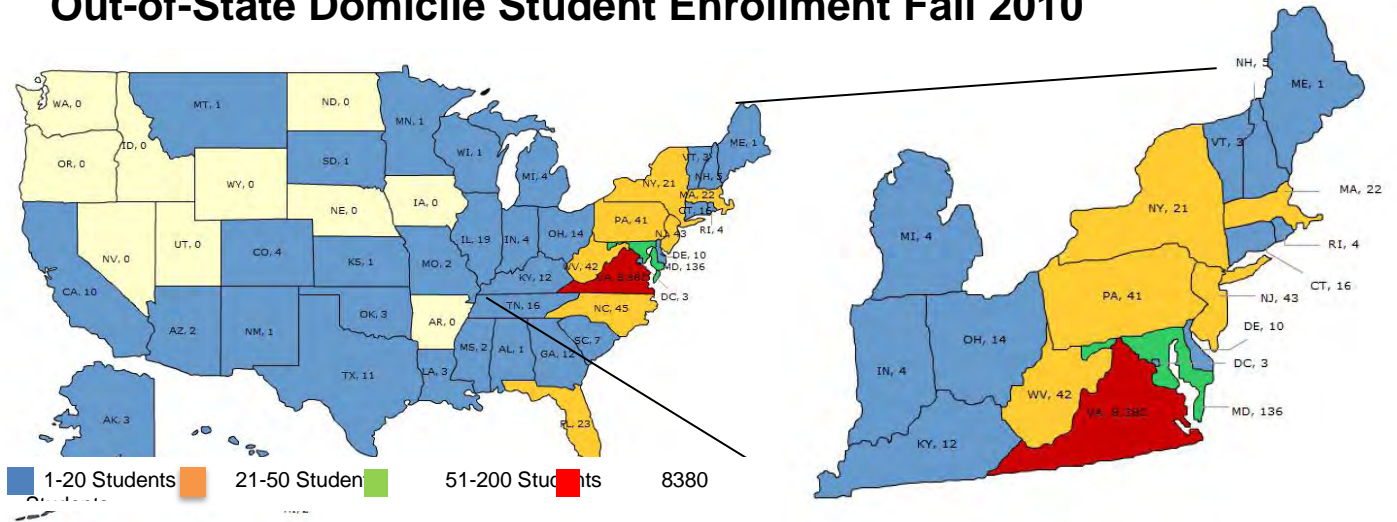 Out-of-State Domicile Student Enrollment Fall 2010
WA, 0
MT, 1
ND, 0
MN, 1
ID, 0
OR, 0
SD, 1
WI, 1
WY, 0
MI, 4
NE, 0
IA, 0
NV, 0
UT, 0
CO, 4
KS, 1
MO, 2
IL, 19
IN, 4
OH, 14
KY, 12
CA, 10
AZ, 2
NM, 1
OK, 3
AR, 0
TN, 16
MS, 2
AL, 1
GA, 12
SC, 7
NC, 45
TX, 11
LA, 3
FL, 23
AK, 3
ME, 1
VT, 3
NH, 5
NY, 21
MA, 22
CT, 16
RI, 4
PA, 41
NJ, 43
DE, 10
MD, 136
DC, 3
WV, 42
NH, 5
ME, 1
VT, 3
MA, 22
NY, 21
RI, 4
MI, 4
CT, 16
PA, 41
NJ, 43
DE, 10
OH, 14
DC, 3
IN, 4
WV, 42
MD, 136
KY, 12
1-20 Students
21-50 Student
51-200 Students
8380